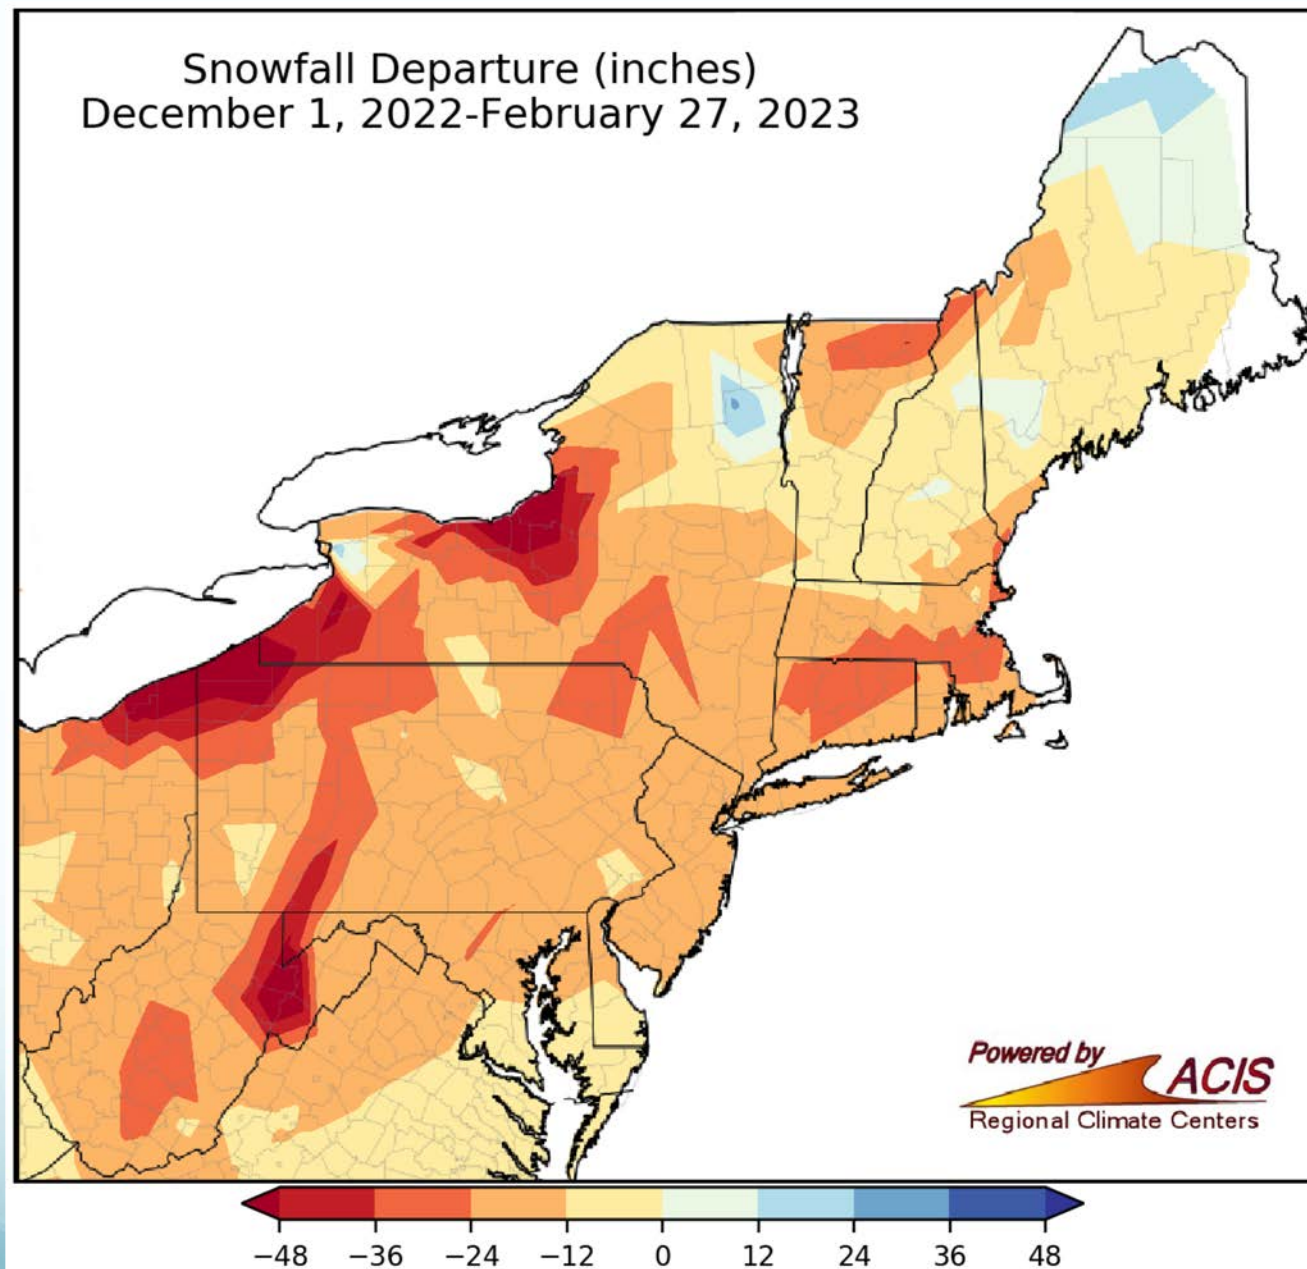 Snowfall Departure (inches)
December 1, 2022-February 27, 2023
Powered by
ACIS
Regional Climate Centers
−48 −36 −24 −12 0 12 24 36 48